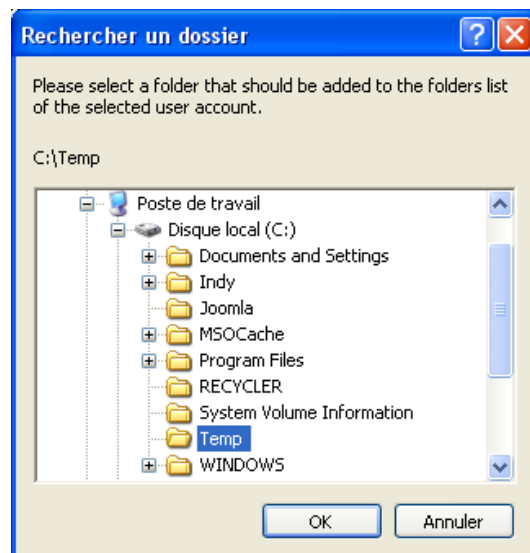 Rechercher un dossier
Please select a folder that should be added to the folders list
of the selected user account.
C:\Temp
Poste de travail
Disque local (C:)
Documents and Settings
Indy
Joomla
MSOCache
Program Files
RECYCLER
System Volume Information
Temp
WINDOWS
OK
Annuler